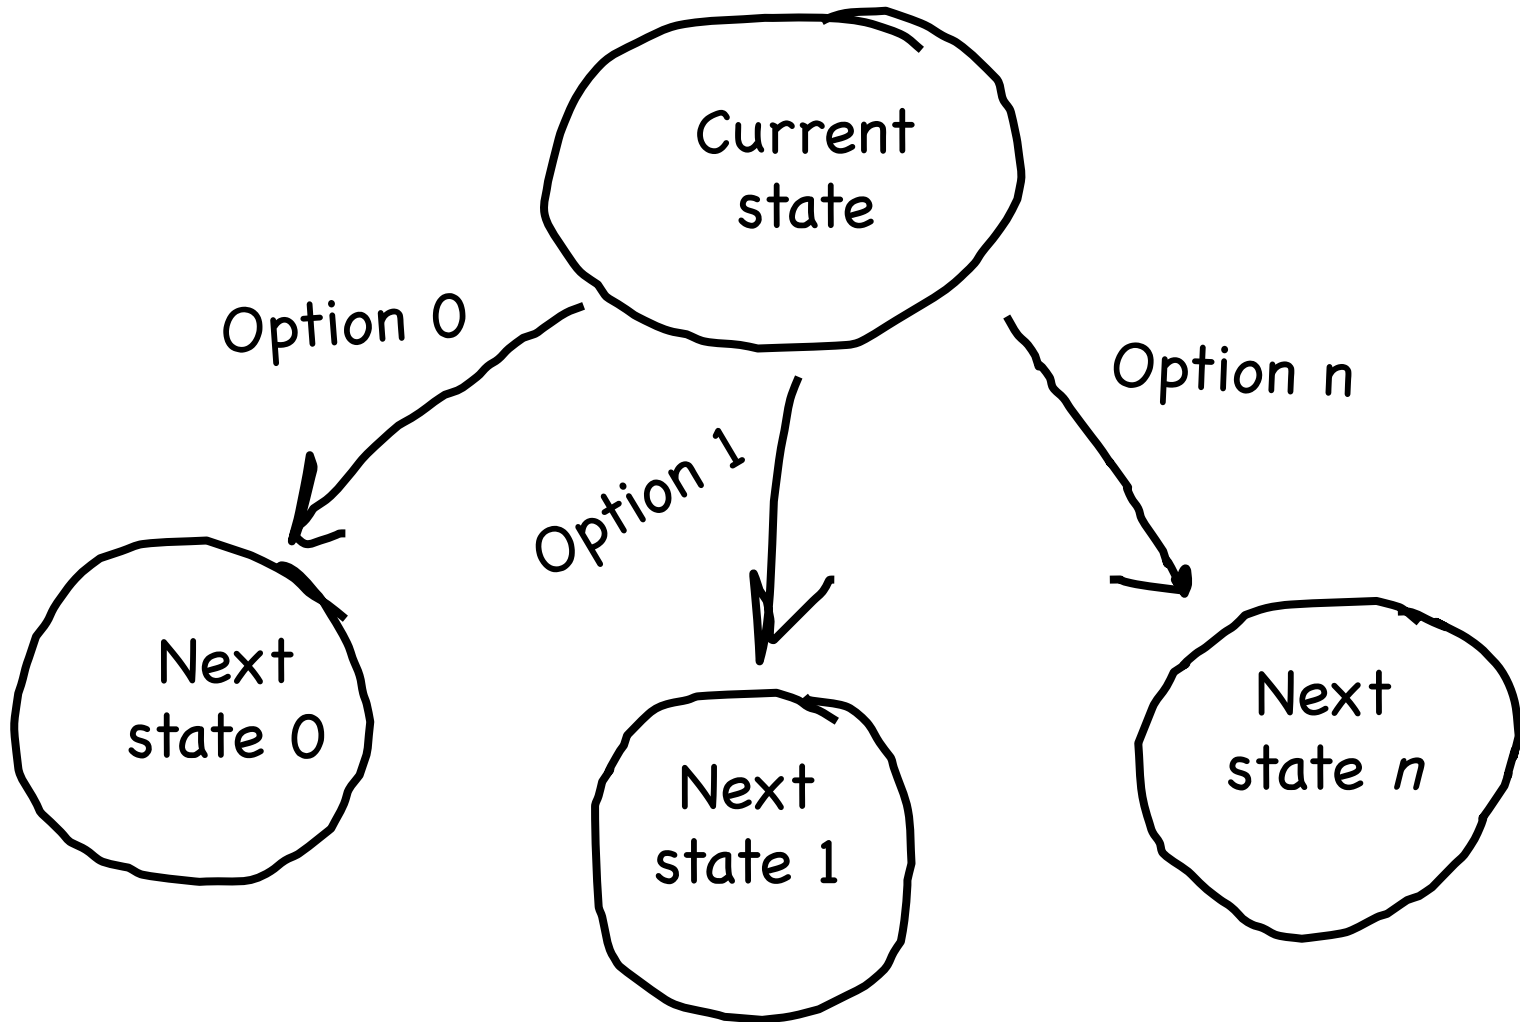 Current
state
Option 0
Option n
Option 1
Next
state 0
Next
state 1
Next
state n